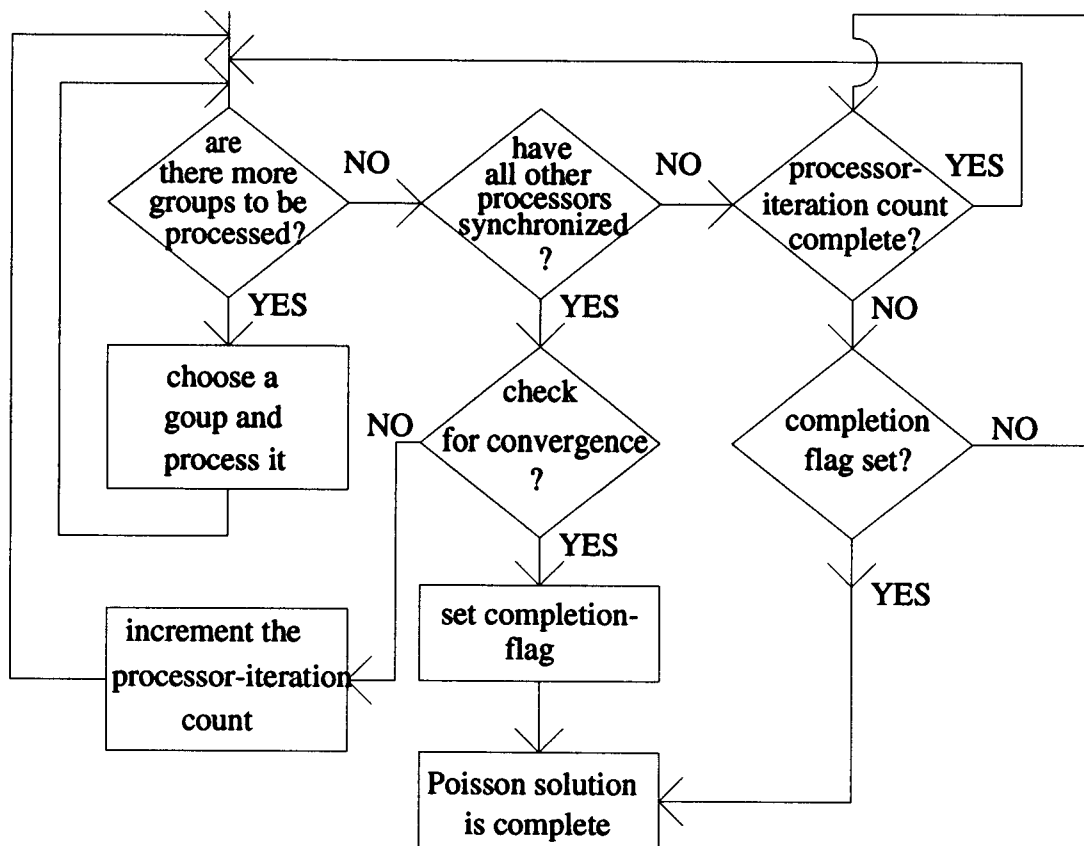 are
there more
groups to be
processed?
NO
have
all other
processors
synchronized
?
NO
processor-
iteration count
complete?
YES
YES
YES
NO
choose a
goup and
process it
NO
check
for convergence
?
completion
flag set?
NO
YES
YES
increment the
processor-iteration
count
set completion-
flag
Poisson solution
is complete